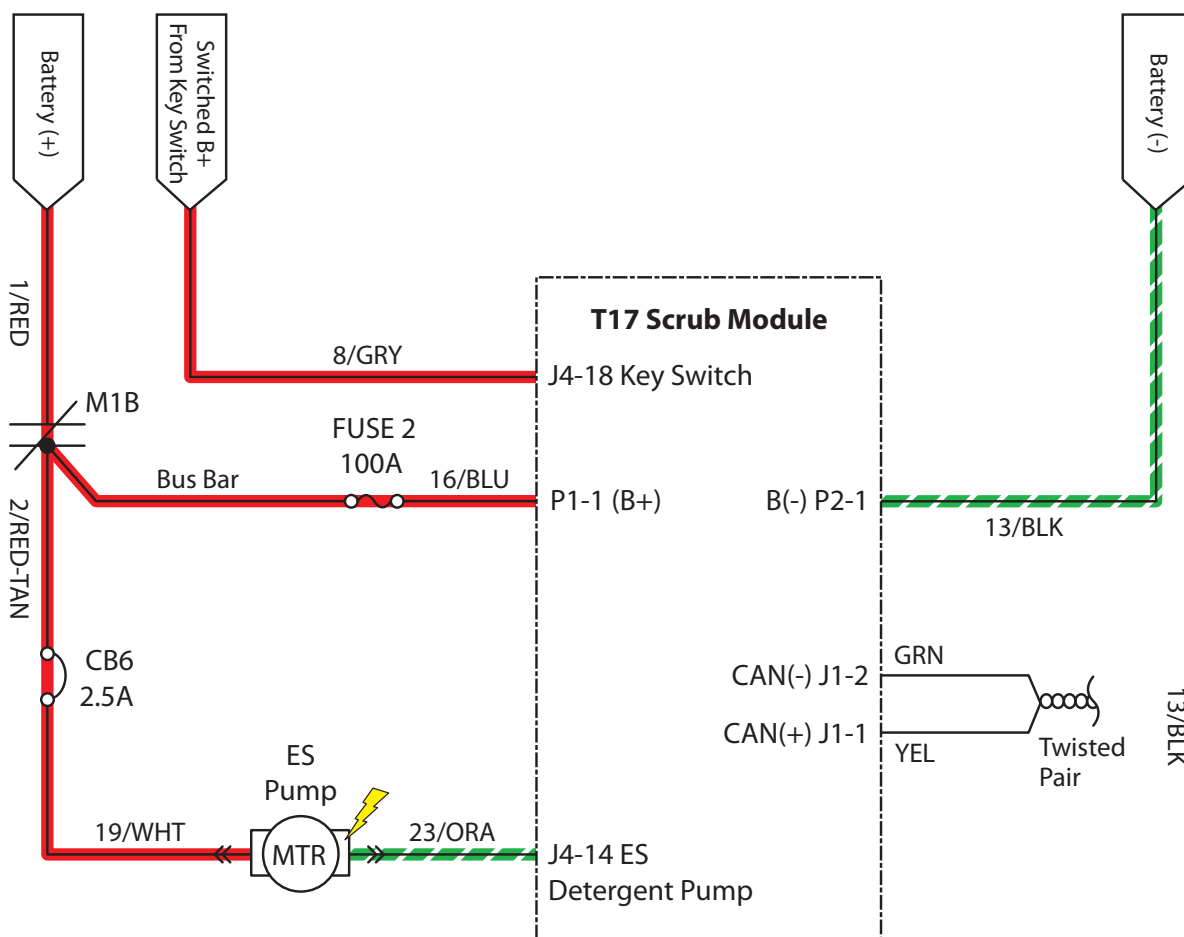 Battery (+)
Switched B+
From Key Switch
Battery (-)
1/RED
T17 Scrub Module
8/GRY
J4-18 Key Switch
M1B
FUSE 2
100A
Bus Bar
16/BLU
P1-1 (B+)
B(-) P2-1
13/BLK
2/RED-TAN
CB6
2.5A
CAN(-) J1-2
GRN
CAN(+) J1-1
YEL
Twisted
Pair
13/BLK
ES
Pump
19/WHT
MTR
23/ORA
J4-14 ES
Detergent Pump